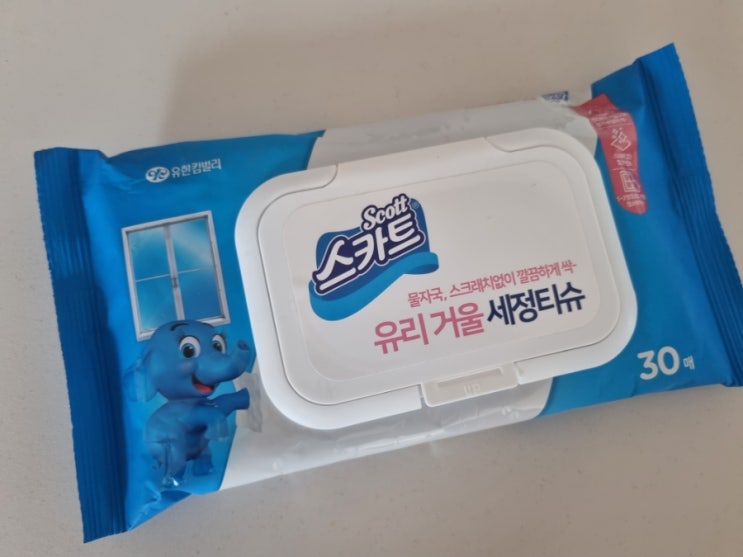 유한킴벌리
Scott
스카트
물자국, 스크래치없이 깔끔하게 싹-
유리 거울 세정티슈
30매
up